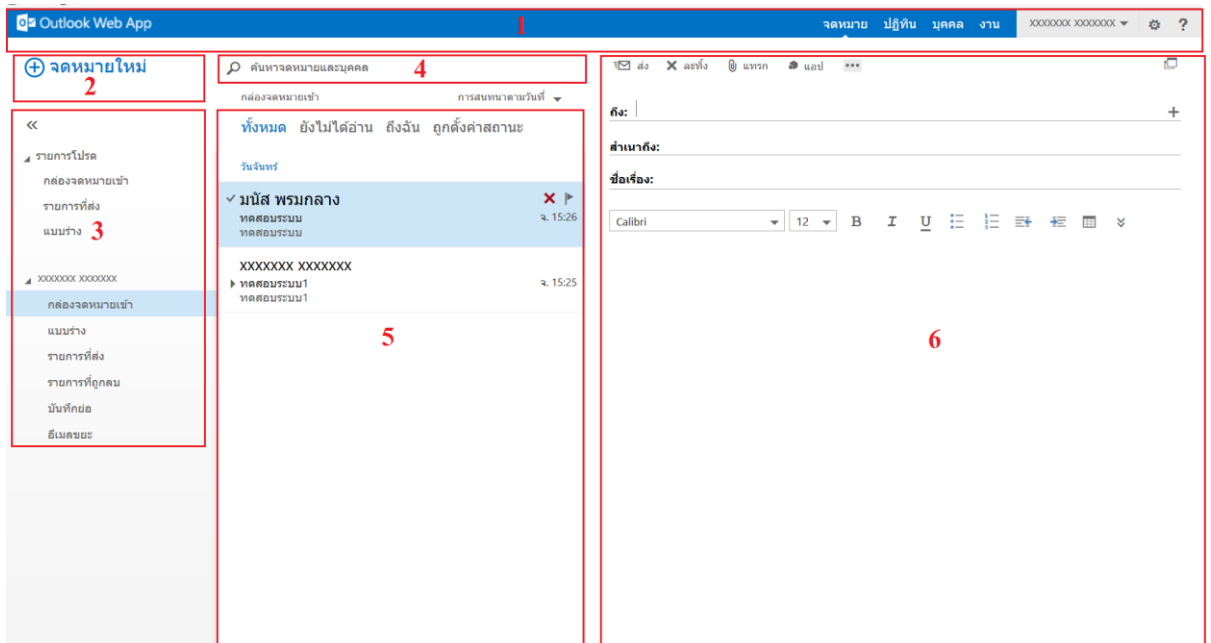 Outlook Web App
1
จดหมาย ปฏิทิน บุคคล งาน xxxxxxx xxxxxxx ?
จดหมายใหม่
2
ค้นหาจดหมายและบุคคล
4
กล่องจดหมายเข้า การสนทนาตามวันที่
ทั้งหมด ยังไม่ได้อ่าน ถึงฉัน ถูกตั้งค่าสถานะ
วันจันทร์
มนัส พรมกลาง
ทดสอบระบบ จ. 15:26
ทดสอบระบบ
XXXXXXX XXXXXXX
ทดสอบระบบ1 จ. 15:25
ทดสอบระบบ1
5
«
รายการโปรด
กล่องจดหมายเข้า
รายการที่ส่ง
แบบร่าง
3
xxxxxxx xxxxxxx
กล่องจดหมายเข้า
แบบร่าง
รายการที่ส่ง
รายการที่ถูกลบ
บันทึกย่อ
อีเมลขยะ
ส่ง ละทิ้ง แทรก แอป •••
ถึง: +
สำเนาถึง:
ชื่อเรื่อง:
Calibri 12 B I U
6